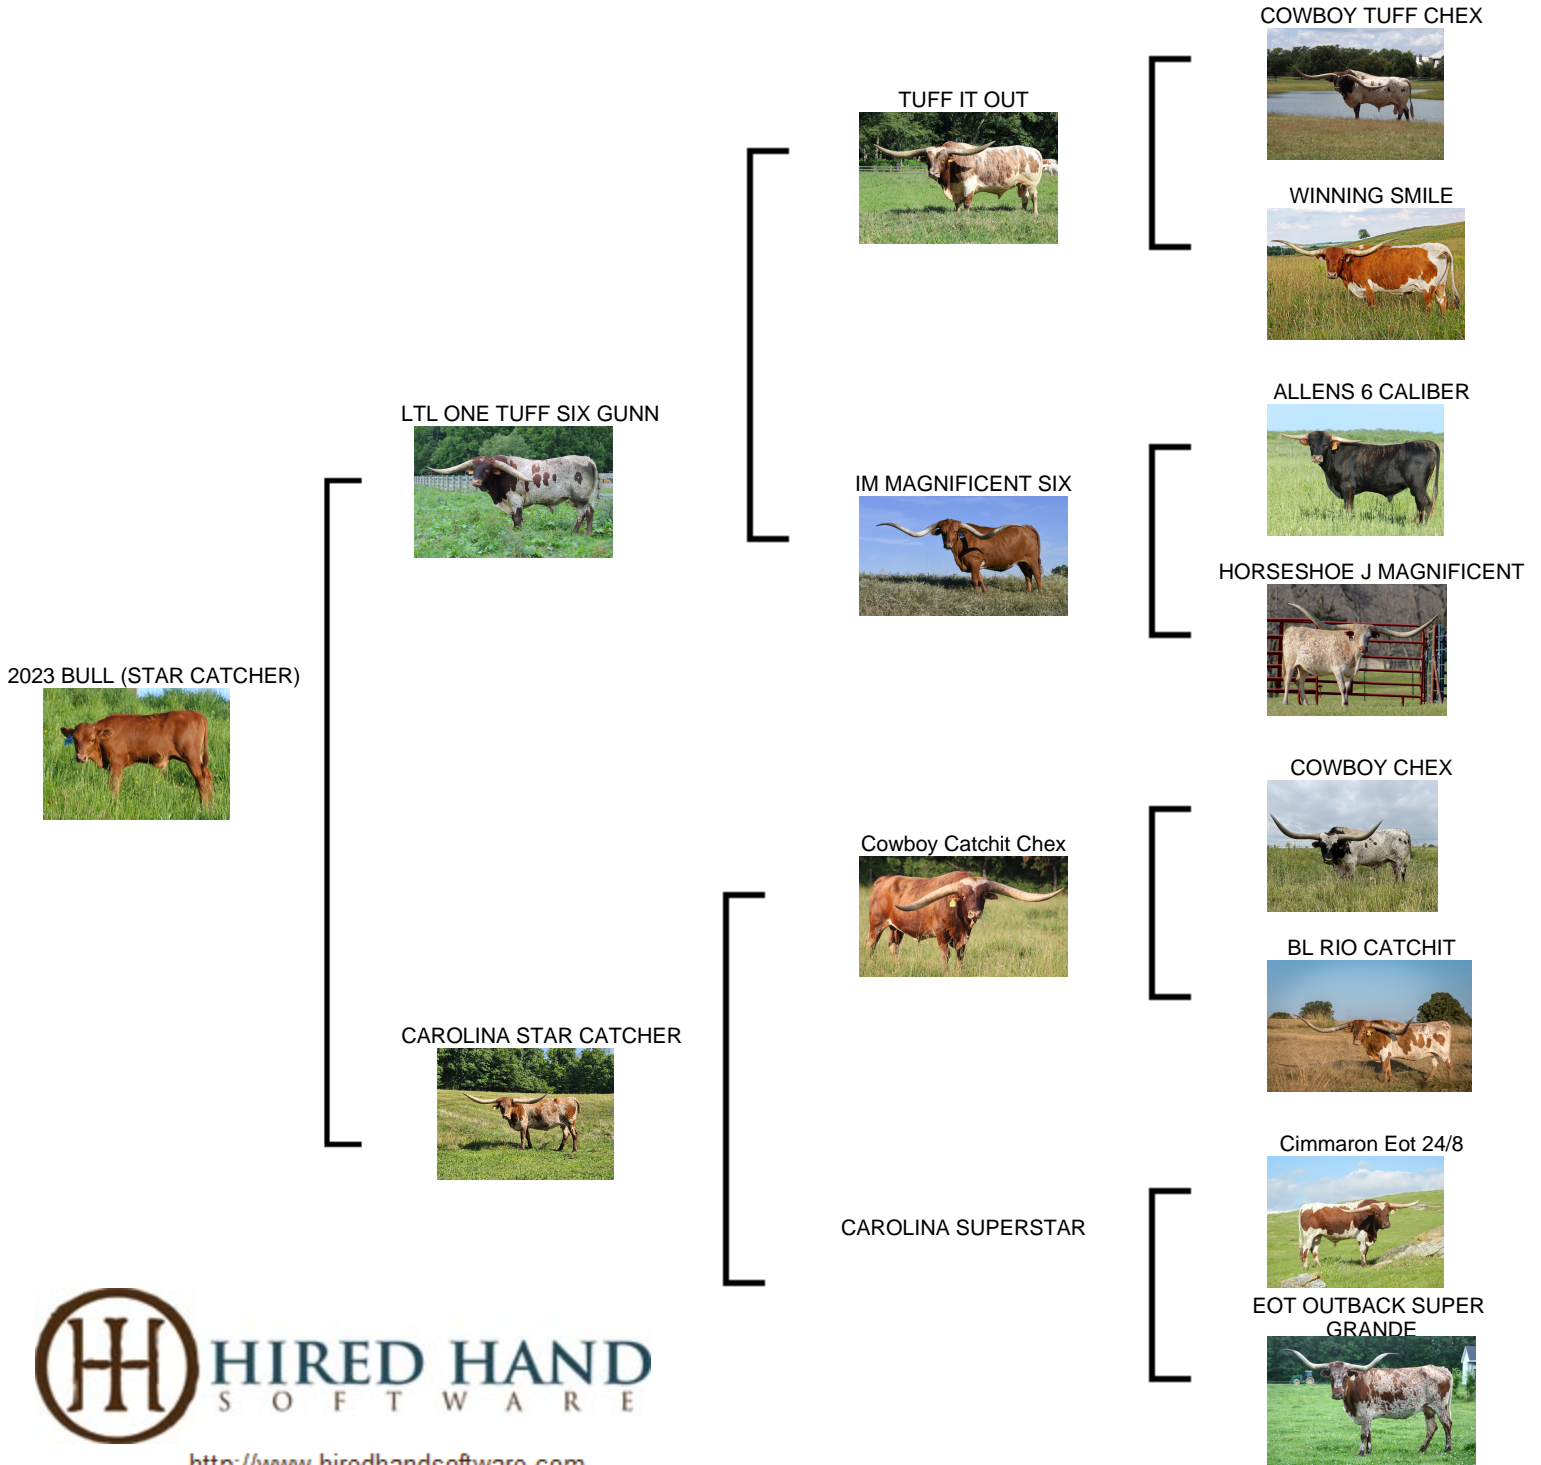 COWBOY TUFF CHEX
TUFF IT OUT
WINNING SMILE
ALLENS 6 CALIBER
LTL ONE TUFF SIX GUNN
IM MAGNIFICENT SIX
HORSESHOE J MAGNIFICENT
2023 BULL (STAR CATCHER)
COWBOY CHEX
Cowboy Catchit Chex
BL RIO CATCHIT
CAROLINA STAR CATCHER
Cimmaron Eot 24/8
CAROLINA SUPERSTAR
EOT OUTBACK SUPER
GRANDE
HIRED HAND
SOFTWARE
http://www.hiredhandsoftware.com